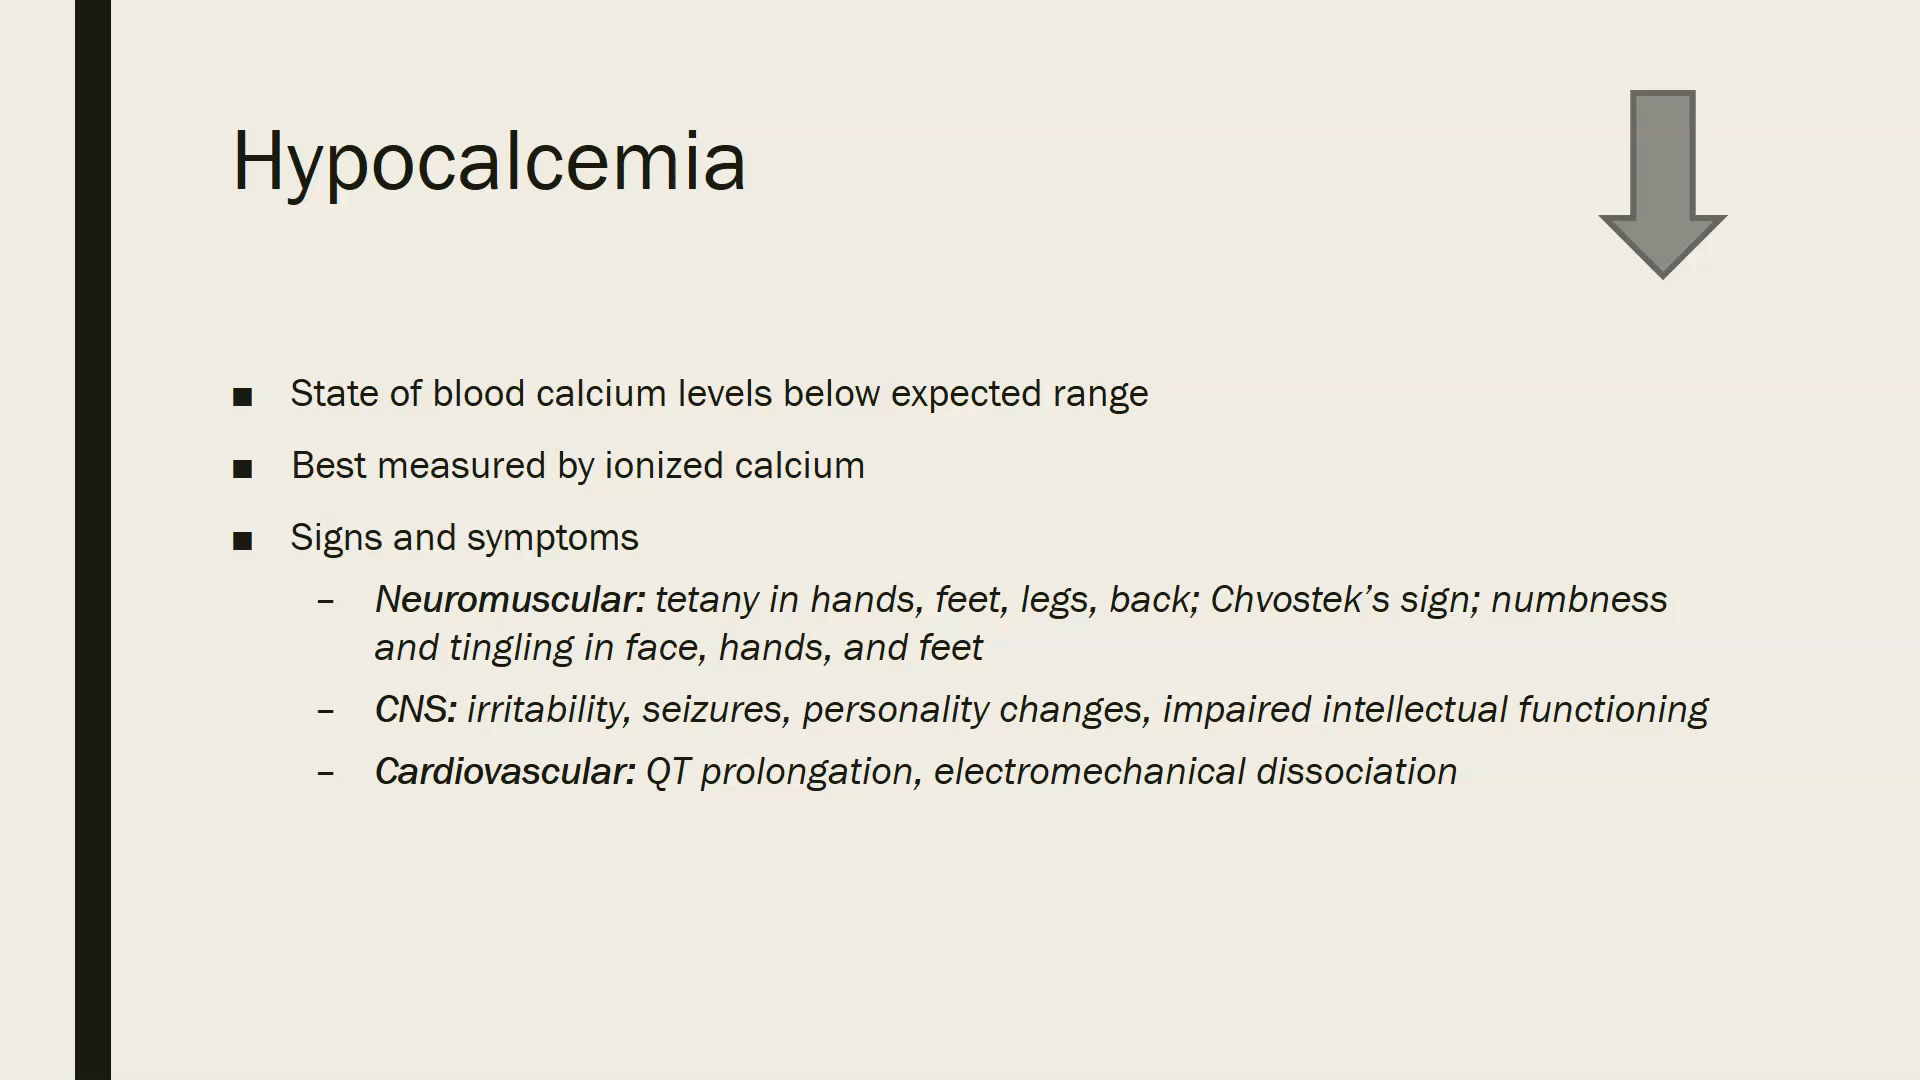 Hypocalcemia
■ State of blood calcium levels below expected range
■ Best measured by ionized calcium
■ Signs and symptoms
– Neuromuscular: tetany in hands, feet, legs, back; Chvostek’s sign; numbness
and tingling in face, hands, and feet
– CNS: irritability, seizures, personality changes, impaired intellectual functioning
– Cardiovascular: QT prolongation, electromechanical dissociation